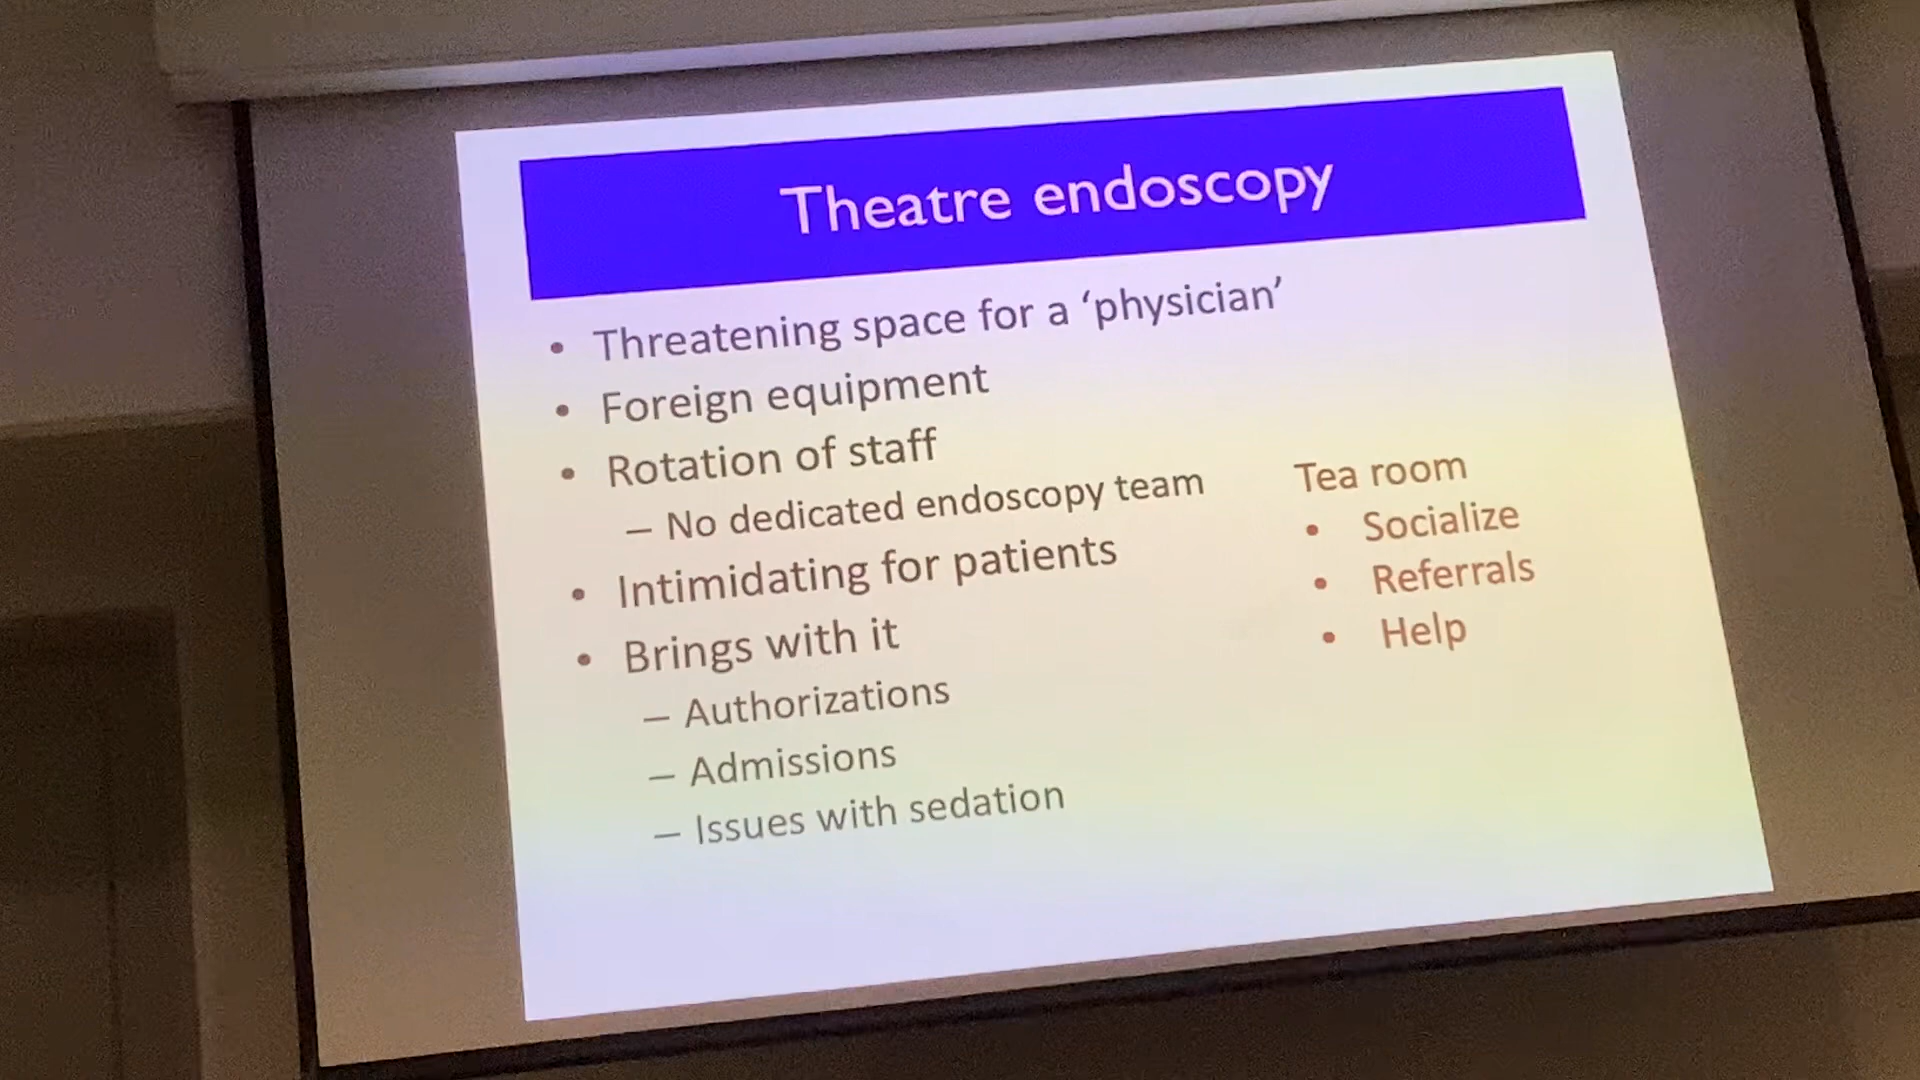 Theatre endoscopy
• Threatening space for a ‘physician’
• Foreign equipment
• Rotation of staff
– No dedicated endoscopy team
• Intimidating for patients
• Brings with it
– Authorizations
– Admissions
– Issues with sedation
Tea room
• Socialize
• Referrals
• Help